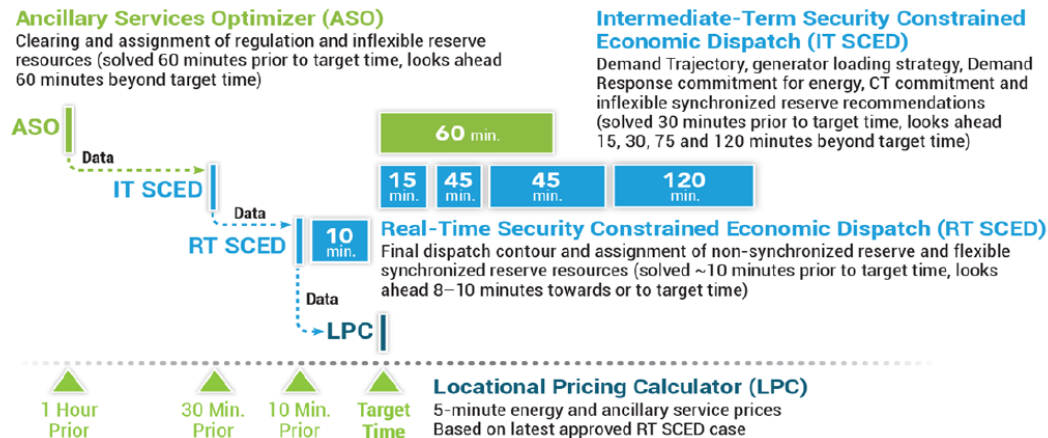 Ancillary Services Optimizer (ASO)
Clearing and assignment of regulation and inflexible reserve
resources (solved 60 minutes prior to target time, looks ahead
60 minutes beyond target time)
Intermediate-Term Security Constrained
Economic Dispatch (IT SCED)
Demand Trajectory, generator loading strategy, Demand
Response commitment for energy, CT commitment and
inflexible synchronized reserve recommendations
(solved 30 minutes prior to target time, looks ahead
15, 30, 75 and 120 minutes beyond target time)
ASO
60 min.
Data
IT SCED
15 min.
45 min.
45 min.
120 min.
Data
RT SCED
10 min.
Real-Time Security Constrained Economic Dispatch (RT SCED)
Final dispatch contour and assignment of non-synchronized reserve and flexible
synchronized reserve resources (solved ~10 minutes prior to target time, looks
ahead 8–10 minutes towards or to target time)
Data
LPC
1 Hour
Prior
30 Min.
Prior
10 Min.
Prior
Target
Time
Locational Pricing Calculator (LPC)
5-minute energy and ancillary service prices
Based on latest approved RT SCED case